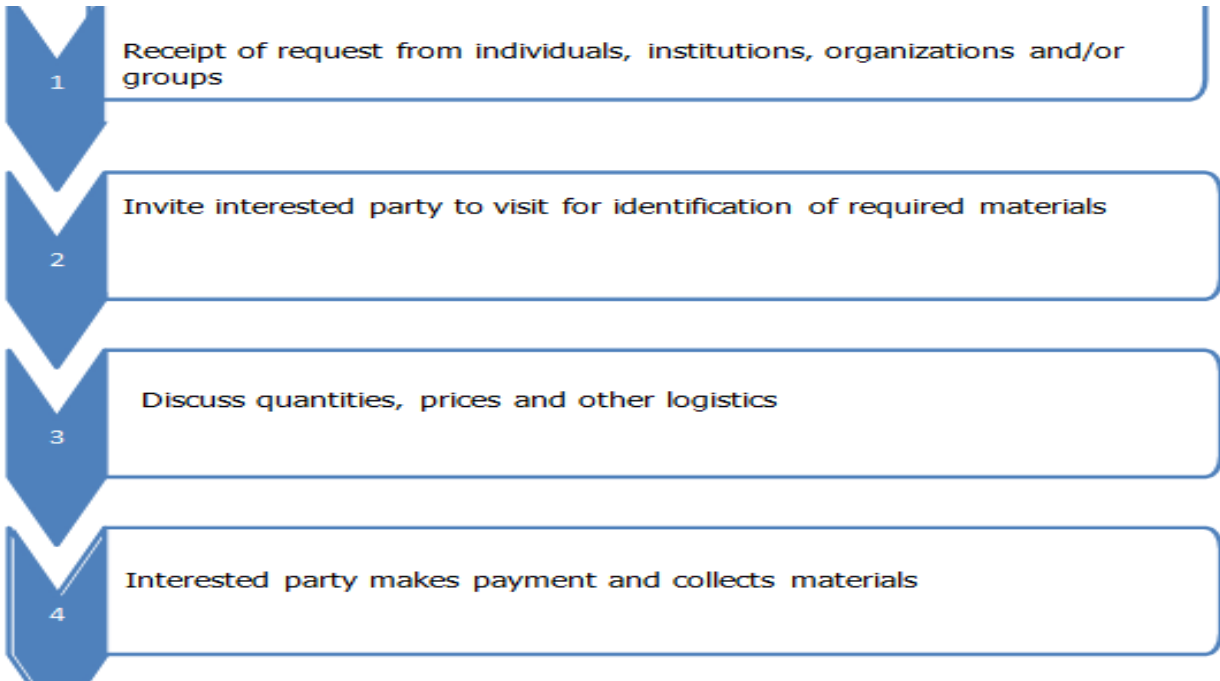 1
Receipt of request from individuals, institutions, organizations and/or
groups
2
Invite interested party to visit for identification of required materials
3
Discuss quantities, prices and other logistics
4
Interested party makes payment and collects materials